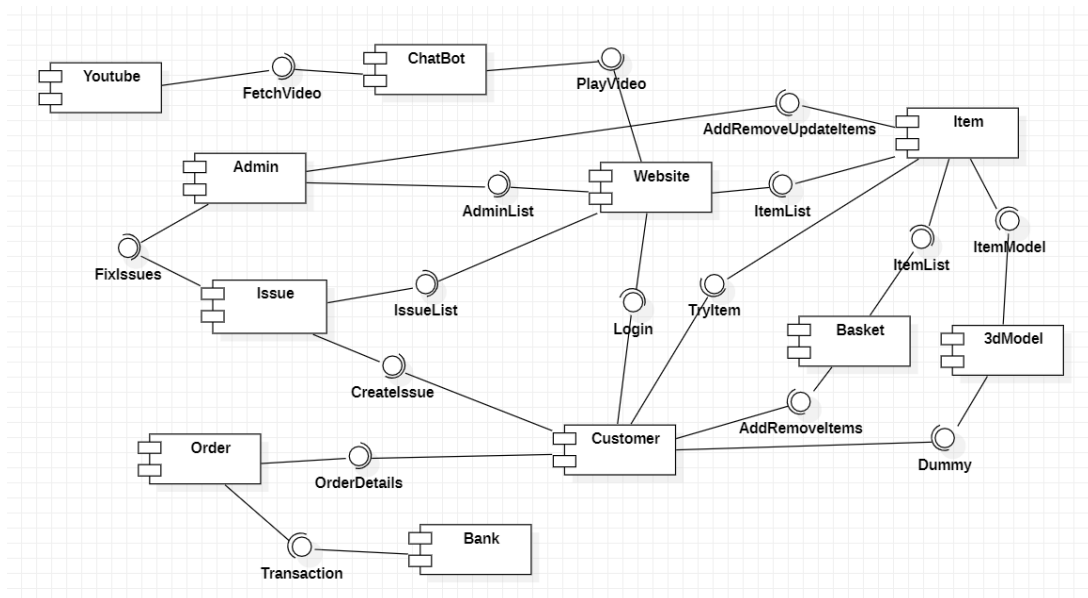 Youtube
FetchVideo
ChatBot
PlayVideo
AddRemoveUpdateItems
Item
Admin
AdminList
Website
ItemList
FixIssues
Issue
IssueList
Login
TryItem
ItemList
ItemModel
Basket
3dModel
CreateIssue
AddRemoveItems
Customer
Dummy
Order
OrderDetails
Transaction
Bank